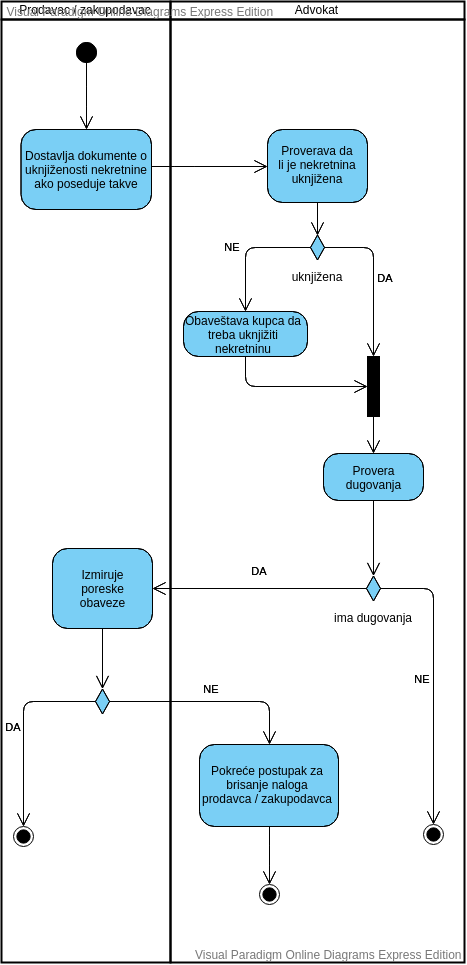 Prodavac / zakupodavac
Visual Paradigm Online Diagrams Express Edition
Advokat
Dostavlja dokumente o
uknjiženosti nekretnine
ako poseduje takve
Proverava da
li je nekretnina
uknjižena
NE
uknjižena
DA
Obaveštava kupca da
treba uknjižiti
nekretninu
Provera
dugovanja
DA
ima dugovanja
Izmiruje
poreske
obaveze
NE
NE
DA
Pokreće postupak za
brisanje naloga
prodavca / zakupodavca
Visual Paradigm Online Diagrams Express Edition